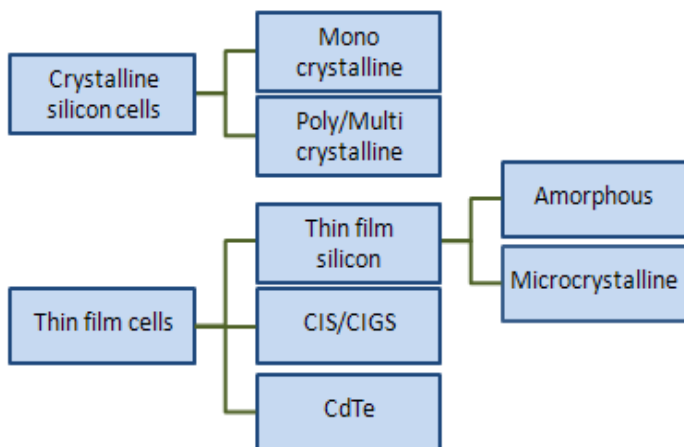 Crystalline
silicon cells
Mono
crystalline
Poly/Multi
crystalline
Thin film cells
Thin film
silicon
CIS/CIGS
CdTe
Amorphous
Microcrystalline